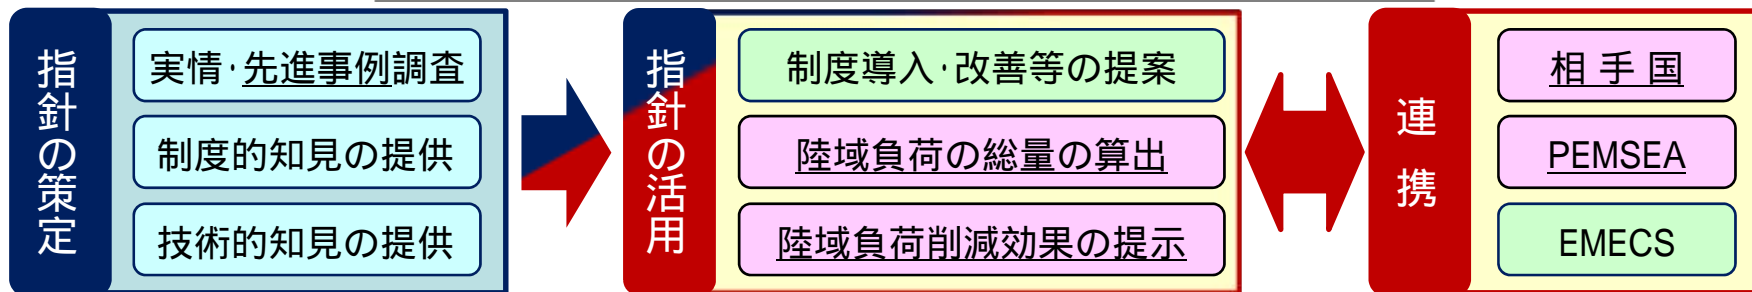 指針の策定
実情・先進事例調査
制度的知見の提供
技術的知見の提供
指針の活用
制度導入・改善等の提案
陸域負荷の総量の算出
陸域負荷削減効果の提示
連携
相手国
PEMSEA
EMECS